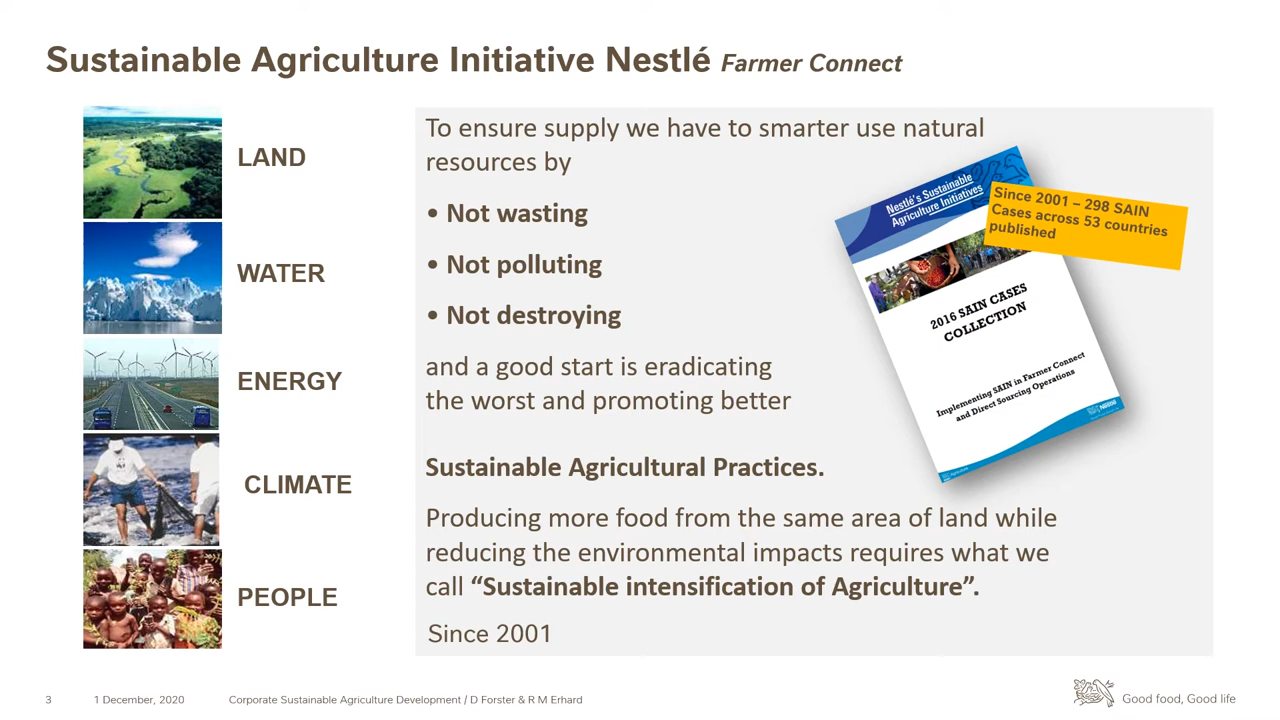 Sustainable Agriculture Initiative Nestlé Farmer Connect
LAND
WATER
ENERGY
CLIMATE
PEOPLE
To ensure supply we have to smarter use natural
resources by
• Not wasting
• Not polluting
• Not destroying
and a good start is eradicating
the worst and promoting better
Sustainable Agricultural Practices.
Producing more food from the same area of land while
reducing the environmental impacts requires what we
call “Sustainable intensification of Agriculture”.
Since 2001
Nestlé's Sustainable
Agriculture Initiatives
Since 2001 – 298 SAIN
Cases across 53 countries
published
2016 SAIN CASES
COLLECTION
Implementing SAIN in Farmer Connect
and Direct Sourcing Operations
Nestlé
3
1 December, 2020
Corporate Sustainable Agriculture Development / D Forster & R M Erhard
Good food, Good life